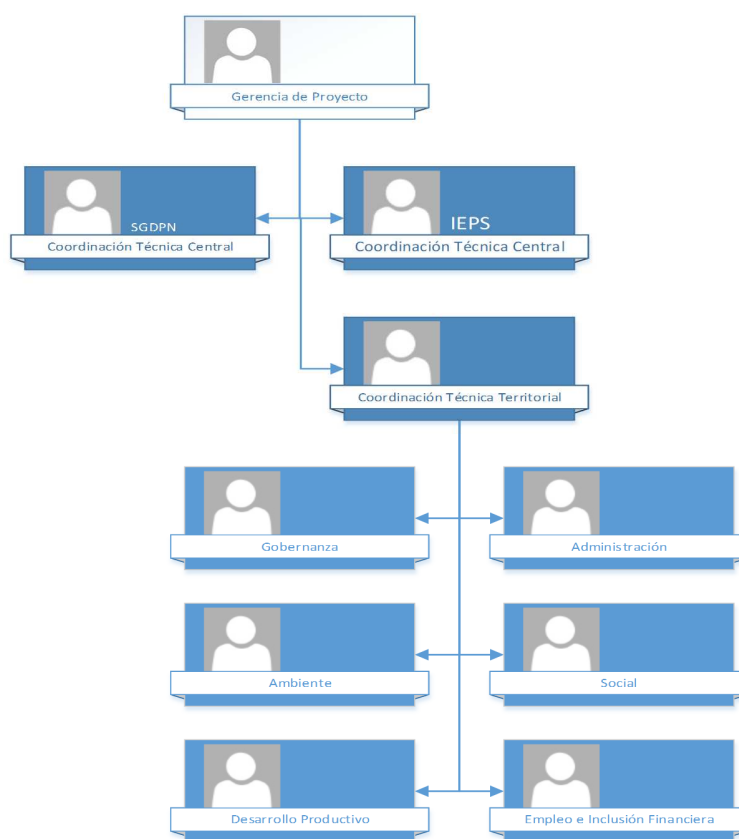 Gerencia de Proyecto
SGDPN
Coordinación Técnica Central
IEPS
Coordinación Técnica Central
Coordinación Técnica Territorial
Gobernanza
Administración
Ambiente
Social
Desarrollo Productivo
Empleo e Inclusión Financiera